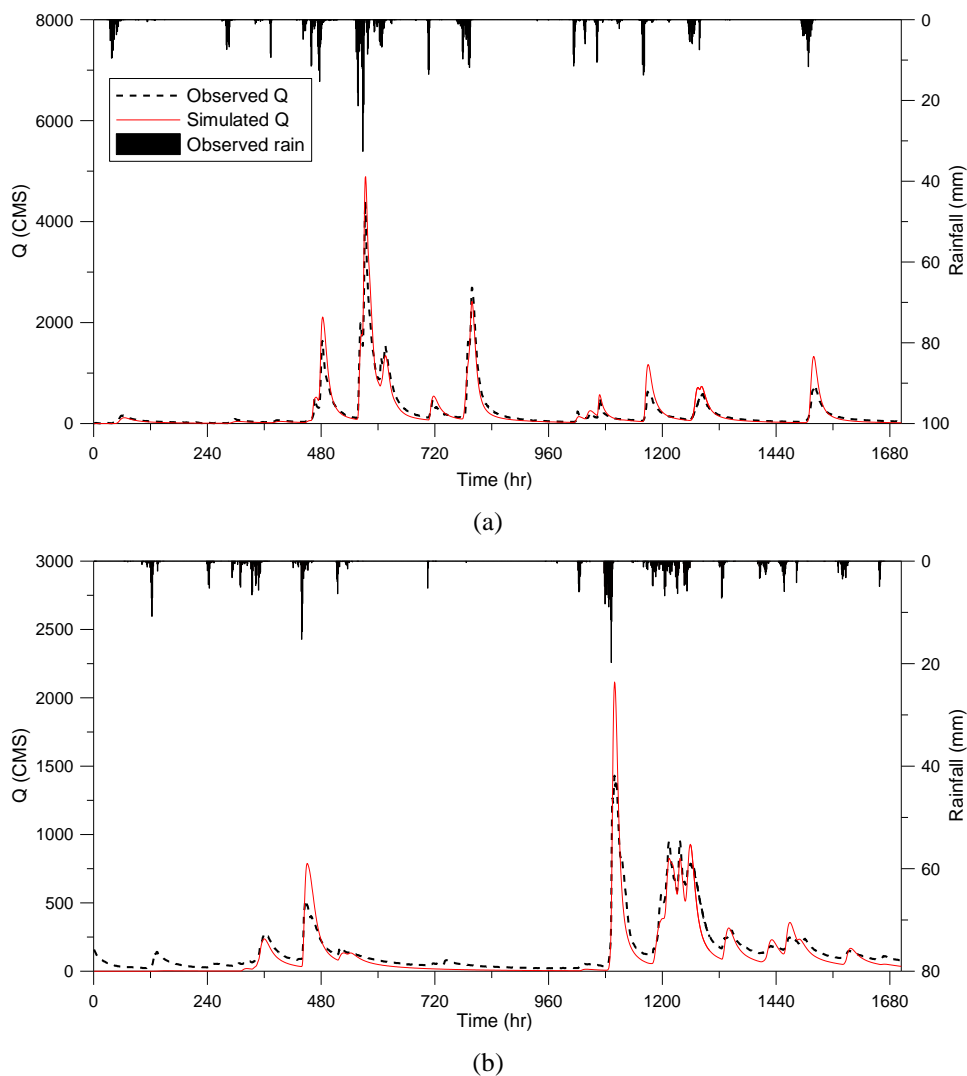 8000
6000
4000
2000
0
Q (CMS)
Observed Q
Simulated Q
Observed rain
0
20
40
60
80
100
Rainfall (mm)
0 240 480 720 960 1200 1440 1680
Time (hr)
(a)
3000
2500
2000
1500
1000
500
0
Q (CMS)
0
20
40
60
80
Rainfall (mm)
0 240 480 720 960 1200 1440 1680
Time (hr)
(b)